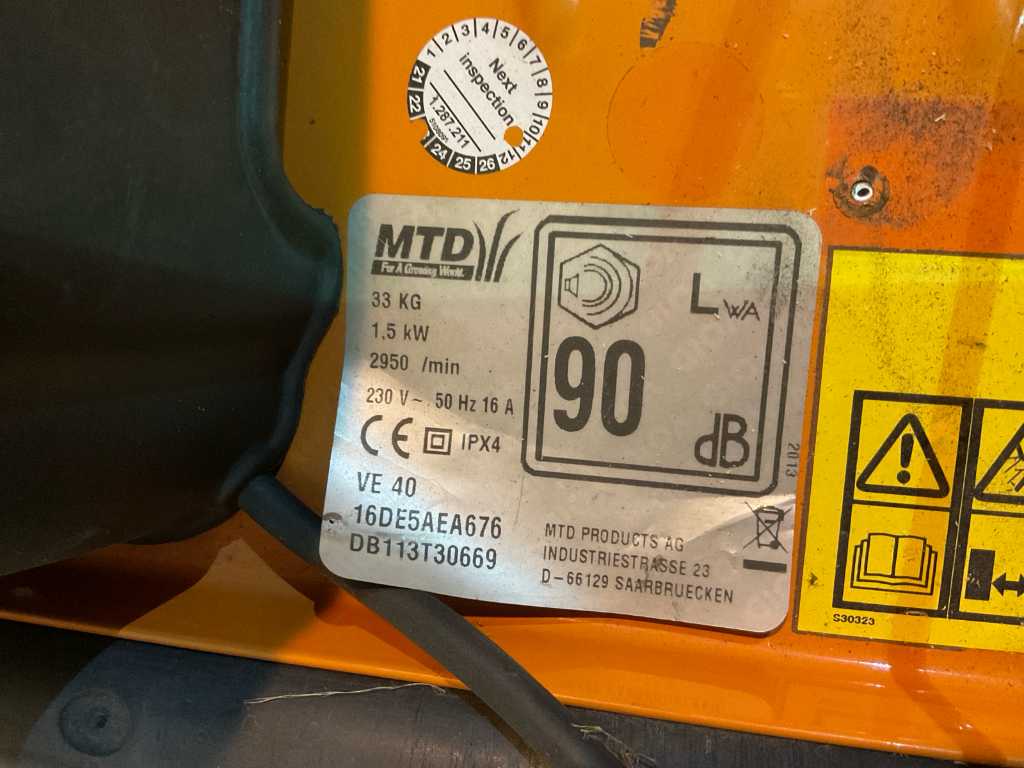 1 2 3 4 5 6 7 8 9 10 11 12
21 22 24 25 26
Next
inspection
1.287.211
MTD
For A Growing World.
33 KG
1,5 kW
2950 /min
230 V~ 50 Hz 16 A
CE IPX4
VE 40
16DE5AEA676
DB113T30669
LWA
90
dB
2013
MTD PRODUCTS AG
INDUSTRIESTRASSE 23
D-66129 SAARBRUECKEN
S30323